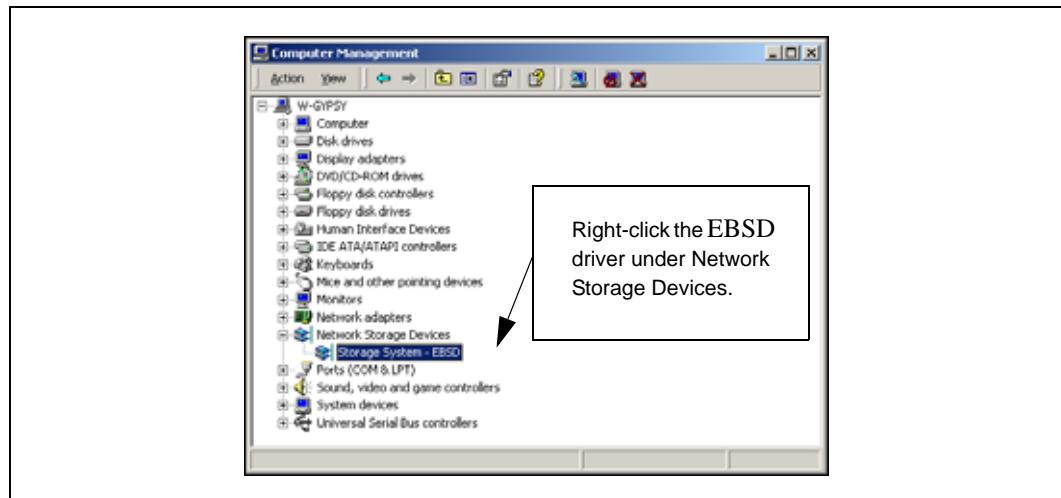 Computer Management
Action View
W-GYPSY
Computer
Disk drives
Display adapters
DVD/CD-ROM drives
Floppy disk controllers
Floppy disk drives
Human Interface Devices
IDE ATA/ATAPI controllers
Keyboards
Mice and other pointing devices
Monitors
Network adapters
Network Storage Devices
Storage System - EBSD
Ports (COM & LPT)
Sound, video and game controllers
System devices
Universal Serial Bus controllers
Right-click the EBSD
driver under Network
Storage Devices.